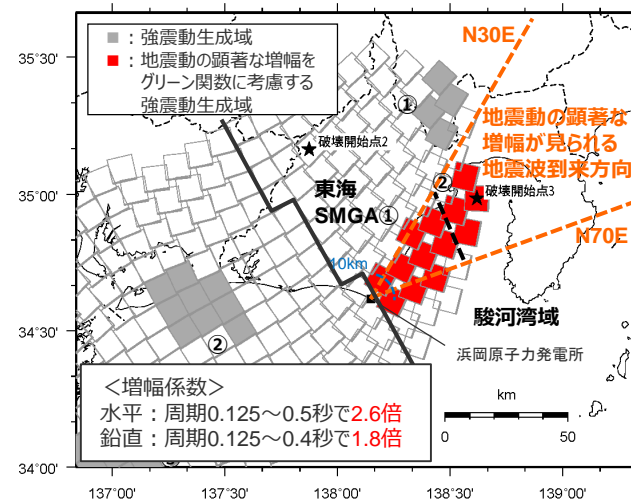 ■：強震動生成域
■：地震動の顕著な増幅を
グリーン関数に考慮する
強震動生成域
N30E
35°30'
①
地震動の顕著な
増幅が見られる
地震波到来方向
破壊開始点2
②
35°00'
東海
SMGA①
破壊開始点3
N70E
10km
駿河湾域
34°30'
②
浜岡原子力発電所
＜増幅係数＞
水平：周期0.125～0.5秒で2.6倍
鉛直：周期0.125～0.4秒で1.8倍
km
0
50
34°00'
137°00'
137°30'
138°00'
138°30'
139°00'